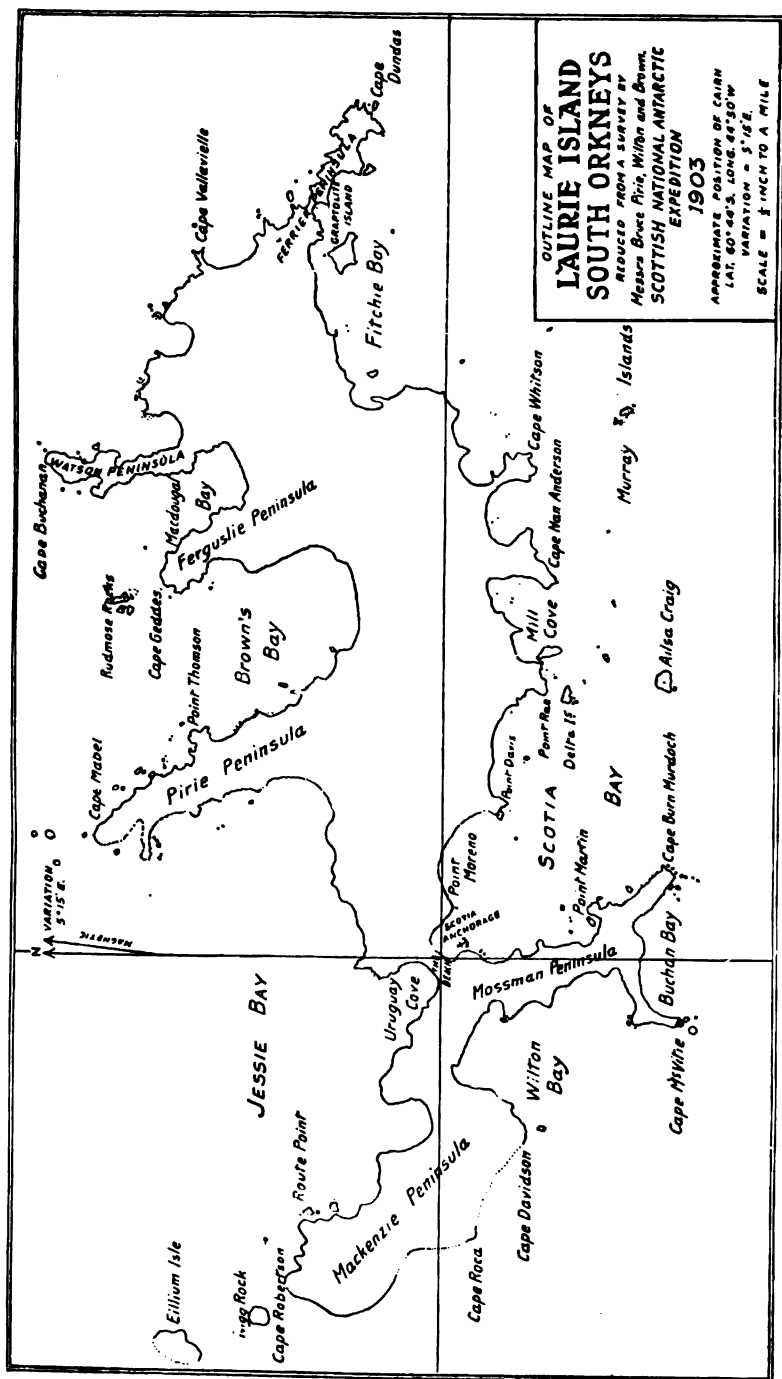 OUTLINE MAP OF
LAURIE ISLAND
SOUTH ORKNEYS
REDUCED FROM A SURVEY BY
Messrs Bruce Pirie, Wilton and Brown,
SCOTTISH NATIONAL ANTARCTIC
EXPEDITION
1903
APPROXIMATE POSITION OF CAIRN
LAT. 60° 44' S. LONG. 44° 50' W
VARIATION = 5° 15' E.
SCALE = ½ INCH TO A MILE
N
VARIATION
5° 15' E.
MAGNETIC
Eillium Isle
Rock
Cape Robertson
Route Point
JESSIE BAY
Uruguay
Cove
Mackenzie Peninsula
Cape Roca
Cape Davidson
Wilton
Bay
Mossman Peninsula
Cape McVitie
Buchan Bay
Cape Burn Murdoch
Point Martin
SCOTIA
ANCHORAGE
Point
Moreno
SCOTIA
BAY
Point Davis
Point Rae
Delta Is
Ailsa Craig
Mill
Cove
Cape Nan Anderson
Cape Whitson
Murray Islands
Cape Mabel
Pirie Peninsula
Point Thomson
Brown's
Bay
Cape Geddes
Rudmose Rocks
Ferguslie Peninsula
Macdougal
Bay
Cape Buchanan
WATSON PENINSULA
Cape Vallavielle
FERRIER PENINSULA
GRAPTOLITE
ISLAND
Fitchie Bay
Cape
Dundas